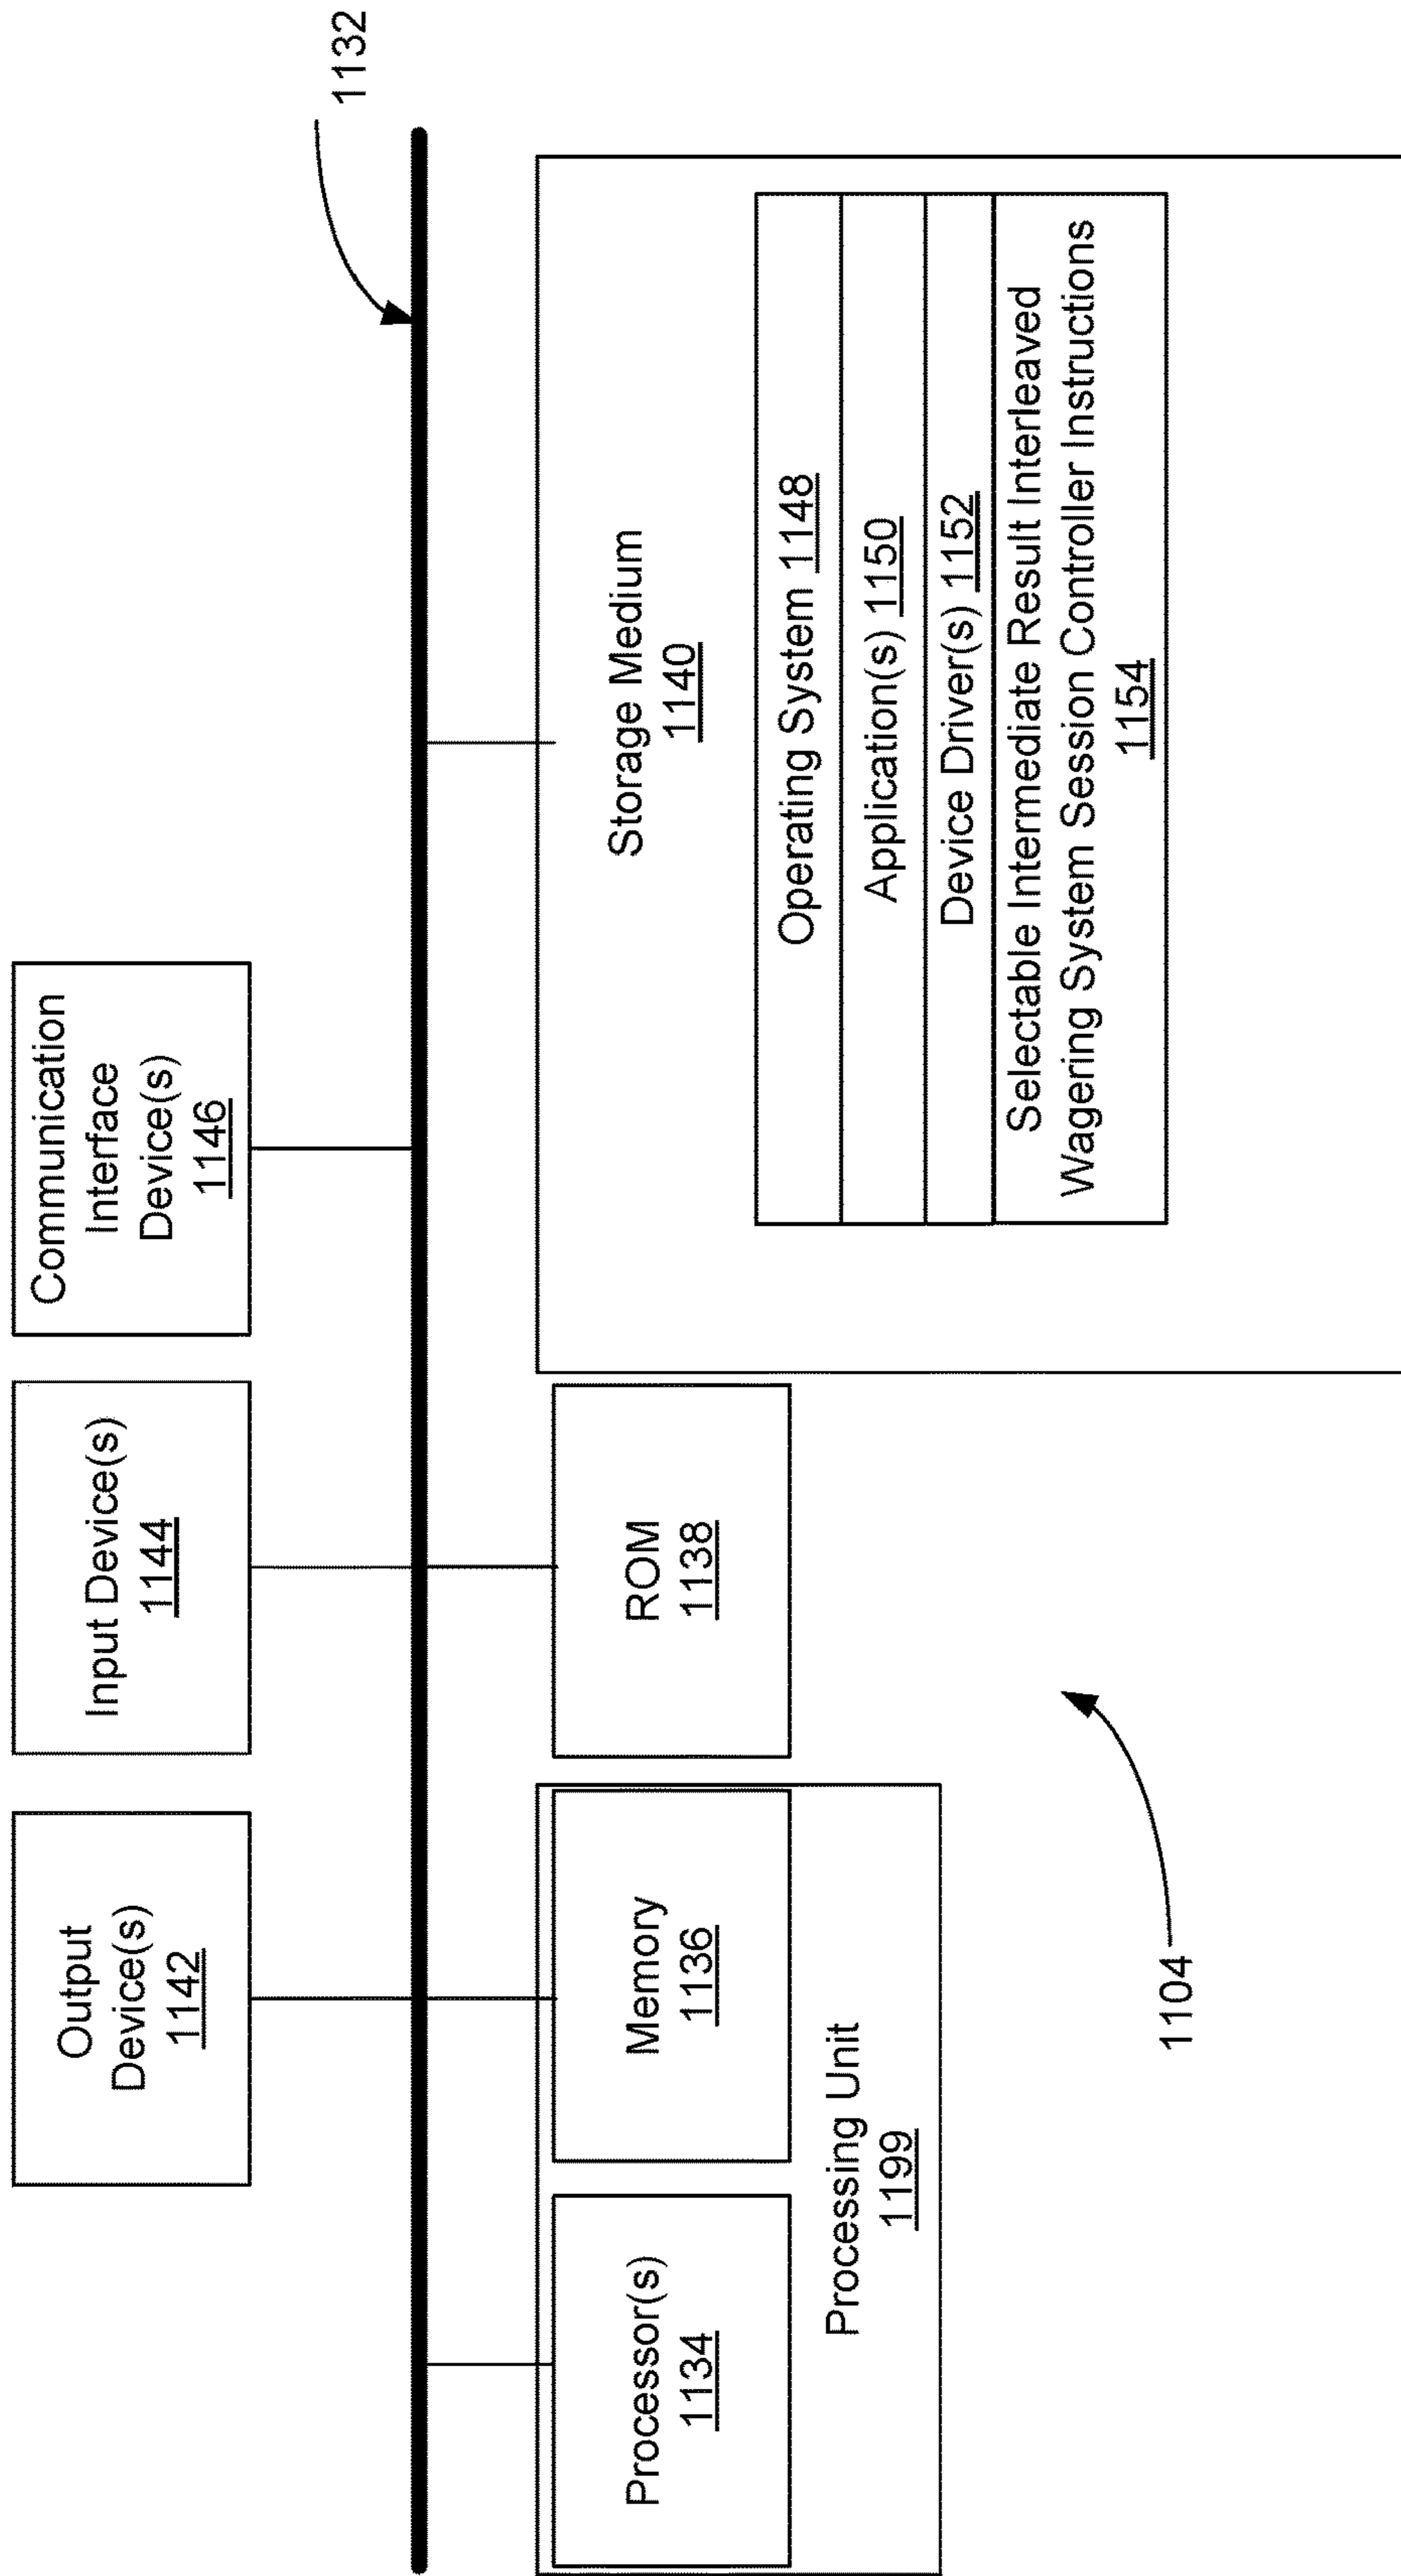 Output
Device(s)
1142
Input Device(s)
1144
Communication
Interface
Device(s)
1146
1132
Processor(s)
1134
Memory
1136
Processing Unit
1199
ROM
1138
Storage Medium
1140
Operating System 1148
Application(s) 1150
Device Driver(s) 1152
Selectable Intermediate Result Interleaved
Wagering System Session Controller Instructions
1154
1104